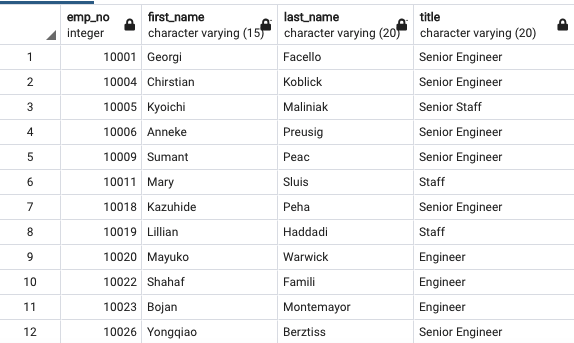 emp_no first_name last_name title
integer character varying (15) character varying (20) character varying (20)
1 10001 Georgi Facello Senior Engineer
2 10004 Chirstian Koblick Senior Engineer
3 10005 Kyoichi Maliniak Senior Staff
4 10006 Anneke Preusig Senior Engineer
5 10009 Sumant Peac Senior Engineer
6 10011 Mary Sluis Staff
7 10018 Kazuhide Peha Senior Engineer
8 10019 Lillian Haddadi Staff
9 10020 Mayuko Warwick Engineer
10 10022 Shahaf Famili Engineer
11 10023 Bojan Montemayor Engineer
12 10026 Yongqiao Berztiss Senior Engineer